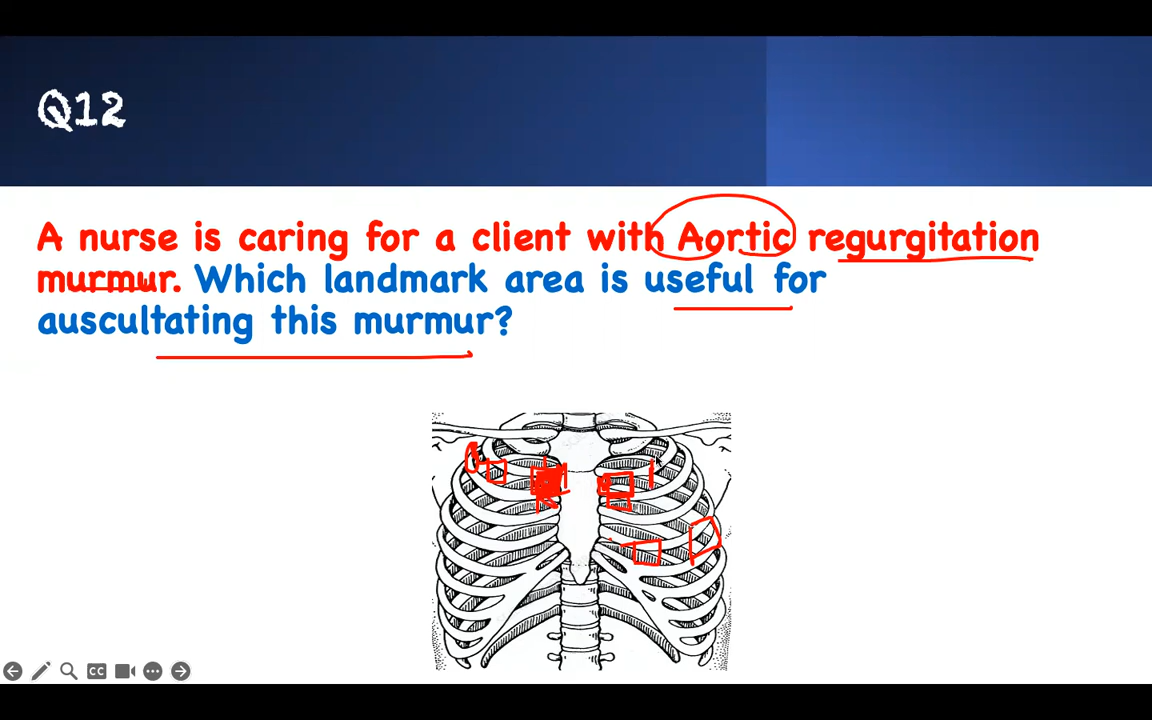 Q12
A nurse is caring for a client with Aortic regurgitation
murmur. Which landmark area is useful for
auscultating this murmur?
CC